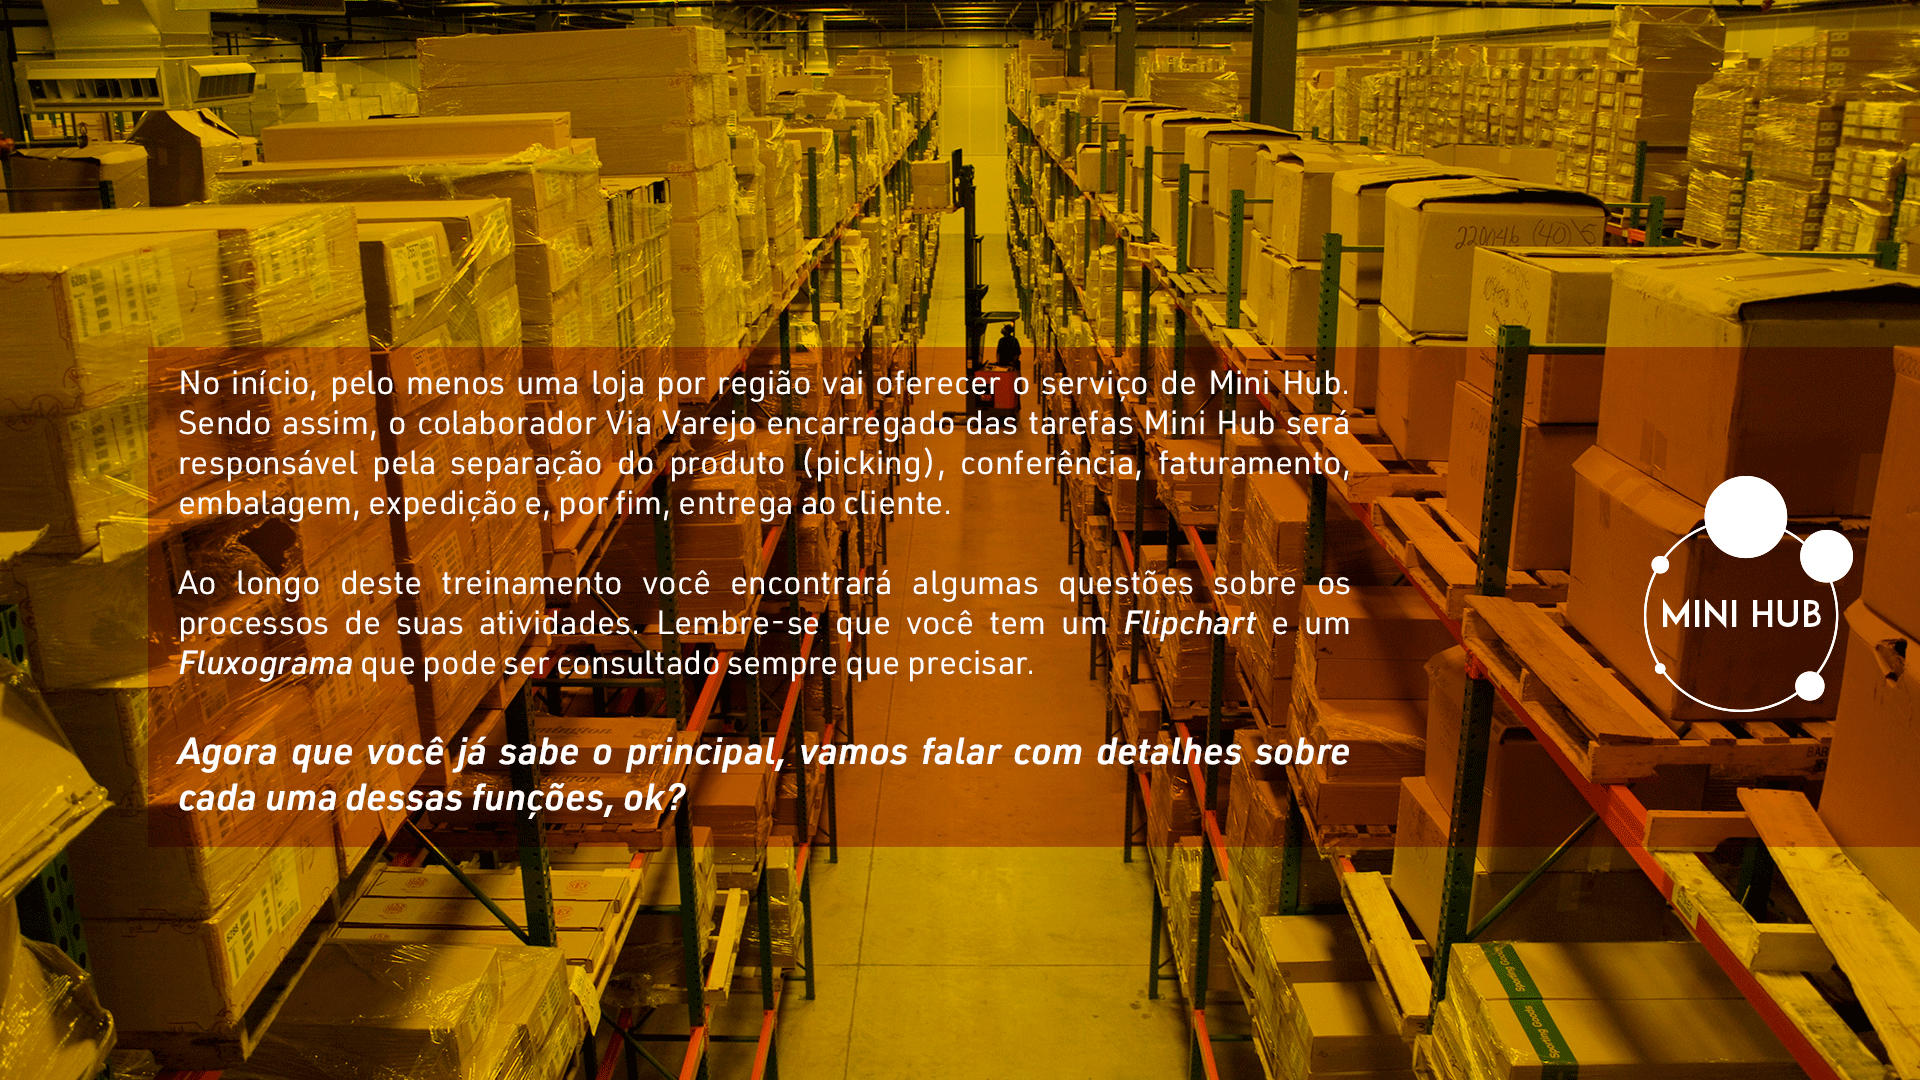 No início, pelo menos uma loja por região vai oferecer o serviço de Mini Hub.
Sendo assim, o colaborador Via Varejo encarregado das tarefas Mini Hub será
responsável pela separação do produto (picking), conferência, faturamento,
embalagem, expedição e, por fim, entrega ao cliente.
Ao longo deste treinamento você encontrará algumas questões sobre os
processos de suas atividades. Lembre-se que você tem um Flipchart e um
Fluxograma que pode ser consultado sempre que precisar.
Agora que você já sabe o principal, vamos falar com detalhes sobre
cada uma dessas funções, ok?
MINI HUB
Sporting Goods
Sporting Goods